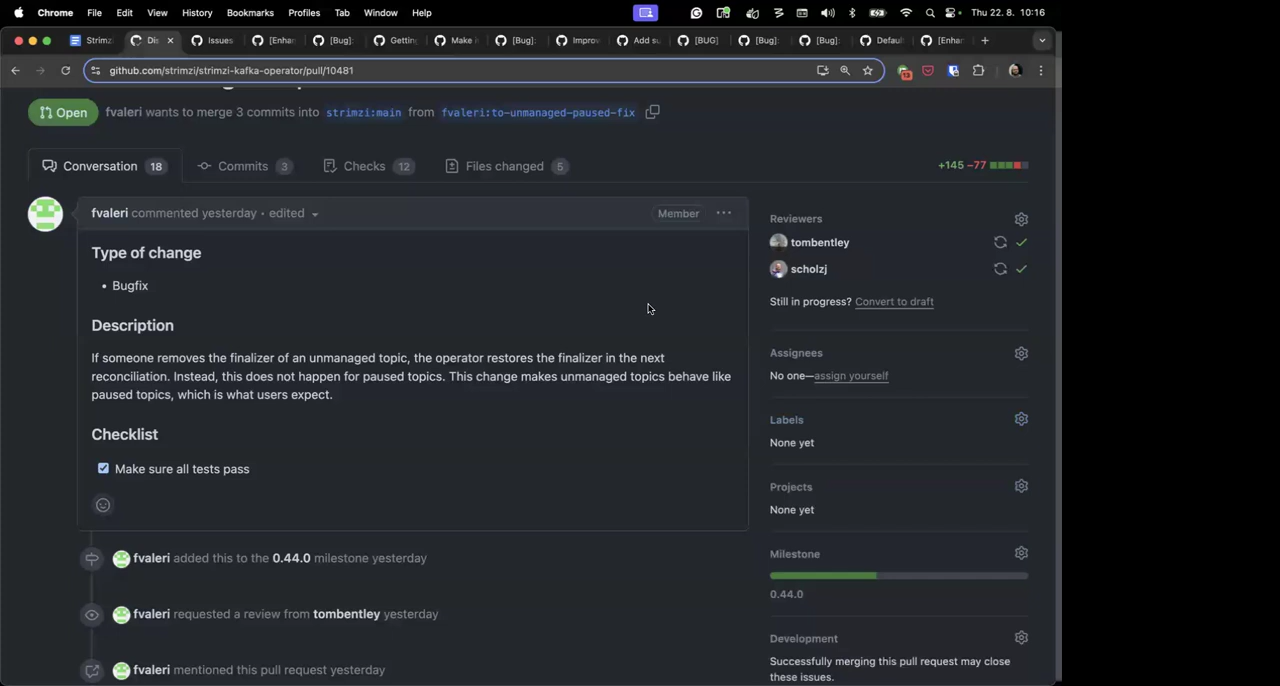 Chrome File Edit View History Bookmarks Profiles Tab Window Help Thu 22. 8. 10:16
Strimz Dis Issues [Enhan [Bug]: Gettin Make i [Bug]: Improv Add su [BUG] [Bug]: [Bug]: Defaul [Enhan
github.com/strimzi/strimzi-kafka-operator/pull/10481 13
Open fvaleri wants to merge 3 commits into strimzi:main from fvaleri:to-unmanaged-paused-fix
Conversation 18 Commits 3 Checks 12 Files changed 5 +145 −77
fvaleri commented yesterday • edited Member
Type of change
• Bugfix
Description
If someone removes the finalizer of an unmanaged topic, the operator restores the finalizer in the next
reconciliation. Instead, this does not happen for paused topics. This change makes unmanaged topics behave like
paused topics, which is what users expect.
Checklist
Make sure all tests pass
fvaleri added this to the 0.44.0 milestone yesterday
fvaleri requested a review from tombentley yesterday
fvaleri mentioned this pull request yesterday
Reviewers
tombentley
scholzj
Still in progress? Convert to draft
Assignees
No one—assign yourself
Labels
None yet
Projects
None yet
Milestone
0.44.0
Development
Successfully merging this pull request may close
these issues.